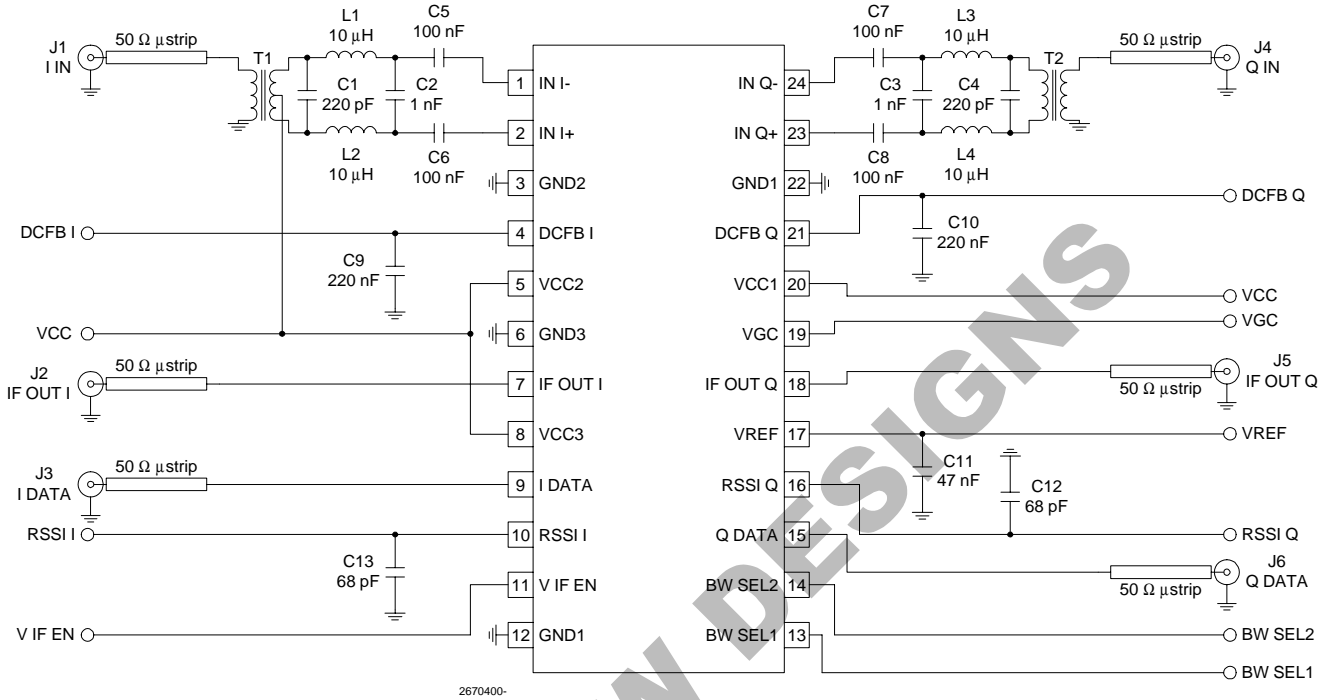 J1
I IN
50 Ω μstrip
T1
L1
10 μH
C5
100 nF
C1
220 pF
C2
1 nF
L2
10 μH
C6
100 nF
C7
100 nF
L3
10 μH
C3
1 nF
C4
220 pF
T2
50 Ω μstrip
J4
Q IN
C8
100 nF
L4
10 μH
1 IN I-
2 IN I+
3 GND2
4 DCFB I
5 VCC2
6 GND3
7 IF OUT I
8 VCC3
9 I DATA
10 RSSI I
11 V IF EN
12 GND1
IN Q- 24
IN Q+ 23
GND1 22
DCFB Q 21
VCC1 20
VGC 19
IF OUT Q 18
VREF 17
RSSI Q 16
Q DATA 15
BW SEL2 14
BW SEL1 13
DCFB I
C9
220 nF
VCC
J2
IF OUT I
50 Ω μstrip
J3
I DATA
50 Ω μstrip
RSSI I
C13
68 pF
V IF EN
DCFB Q
C10
220 nF
VCC
VGC
J5
IF OUT Q
50 Ω μstrip
VREF
C11
47 nF
C12
68 pF
RSSI Q
J6
Q DATA
50 Ω μstrip
BW SEL2
BW SEL1
2670400-
W DESIGNS